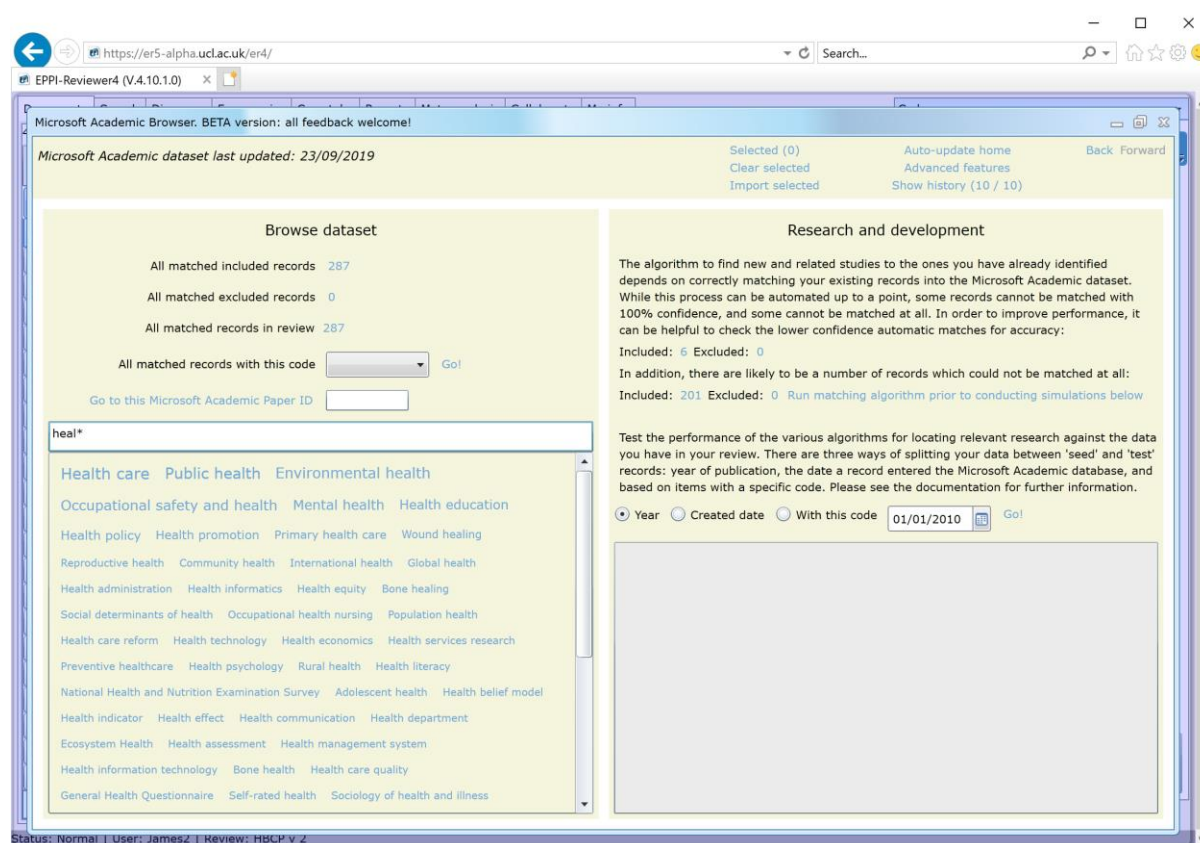 https://er5-alpha.ucl.ac.uk/er4/
Search...
EPPI-Reviewer4 (V.4.10.1.0)
Microsoft Academic Browser. BETA version: all feedback welcome!
Microsoft Academic dataset last updated: 23/09/2019
Selected (0) Auto-update home Back Forward
Clear selected Advanced features
Import selected Show history (10 / 10)
Browse dataset
All matched included records 287
All matched excluded records 0
All matched records in review 287
All matched records with this code Go!
Go to this Microsoft Academic Paper ID
heal*
Health care Public health Environmental health
Occupational safety and health Mental health Health education
Health policy Health promotion Primary health care Wound healing
Reproductive health Community health International health Global health
Health administration Health informatics Health equity Bone healing
Social determinants of health Occupational health nursing Population health
Health care reform Health technology Health economics Health services research
Preventive healthcare Health psychology Rural health Health literacy
National Health and Nutrition Examination Survey Adolescent health Health belief model
Health indicator Health effect Health communication Health department
Ecosystem Health Health assessment Health management system
Health information technology Bone health Health care quality
General Health Questionnaire Self-rated health Sociology of health and illness
Research and development
The algorithm to find new and related studies to the ones you have already identified
depends on correctly matching your existing records into the Microsoft Academic dataset.
While this process can be automated up to a point, some records cannot be matched with
100% confidence, and some cannot be matched at all. In order to improve performance, it
can be helpful to check the lower confidence automatic matches for accuracy:
Included: 6 Excluded: 0
In addition, there are likely to be a number of records which could not be matched at all:
Included: 201 Excluded: 0 Run matching algorithm prior to conducting simulations below
Test the performance of the various algorithms for locating relevant research against the data
you have in your review. There are three ways of splitting your data between 'seed' and 'test'
records: year of publication, the date a record entered the Microsoft Academic database, and
based on items with a specific code. Please see the documentation for further information.
Year Created date With this code 01/01/2010 Go!
Status: Normal | User: James2 | Review: HBCP v 2